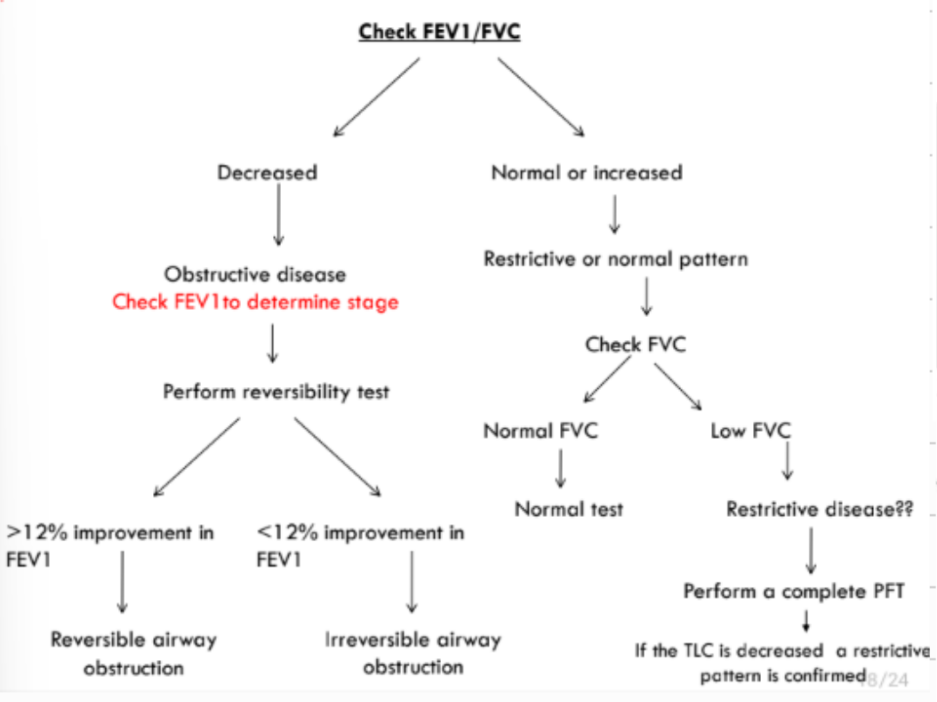 Check FEV1/FVC
Decreased
Normal or increased
Obstructive disease
Check FEV1to determine stage
Restrictive or normal pattern
Perform reversibility test
Check FVC
Normal FVC
Low FVC
Normal test
Restrictive disease??
>12% improvement in
FEV1
<12% improvement in
FEV1
Reversible airway
obstruction
Irreversible airway
obstruction
Perform a complete PFT
If the TLC is decreased a restrictive
pattern is confirmed
8/24